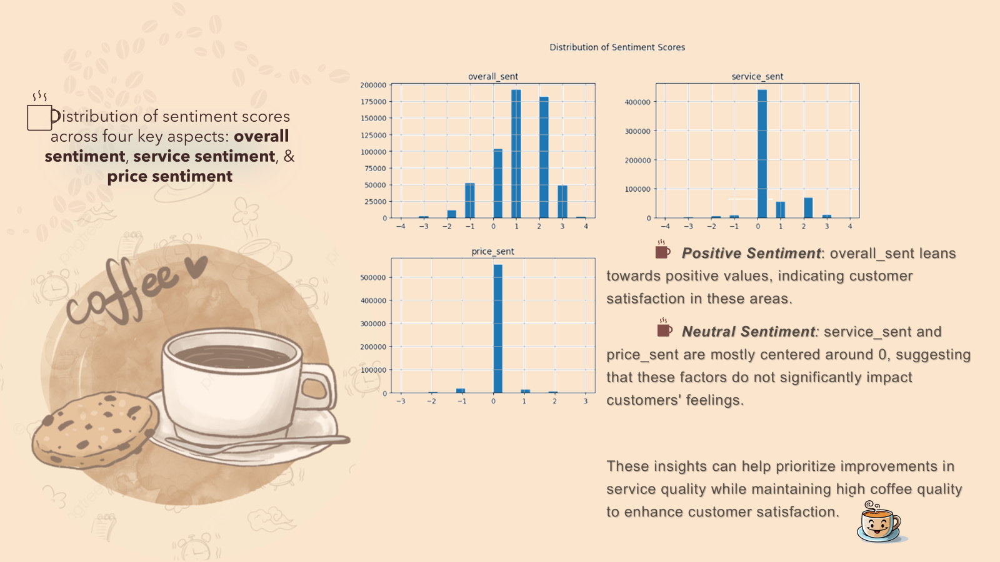 Distribution of sentiment scores
across four key aspects: overall
sentiment, service sentiment, &
price sentiment
coffee
Distribution of Sentiment Scores
overall_sent
200000
175000
150000
125000
100000
75000
50000
25000
0
−4 −3 −2 −1 0 1 2 3 4
service_sent
400000
300000
200000
100000
0
−4 −3 −2 −1 0 1 2 3 4
price_sent
500000
400000
300000
200000
100000
0
−3 −2 −1 0 1 2 3
Positive Sentiment: overall_sent leans
towards positive values, indicating customer
satisfaction in these areas.
Neutral Sentiment: service_sent and
price_sent are mostly centered around 0, suggesting
that these factors do not significantly impact
customers' feelings.
These insights can help prioritize improvements in
service quality while maintaining high coffee quality
to enhance customer satisfaction.